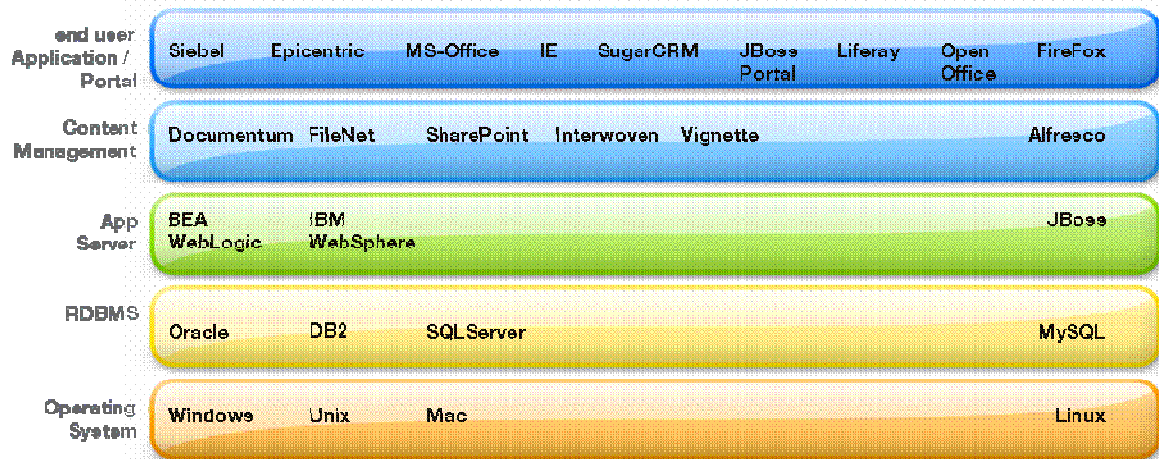 end user
Application /
Portal
Siebel Epicentric MS-Office IE SugarCRM JBoss Liferay Open FireFox
Portal Office
Content
Management
Documentum FileNet SharePoint Interwoven Vignette Alfresco
App
Server
BEA IBM JBoss
WebLogic WebSphere
RDBMS
Oracle DB2 SQLServer MySQL
Operating
System
Windows Unix Mac Linux